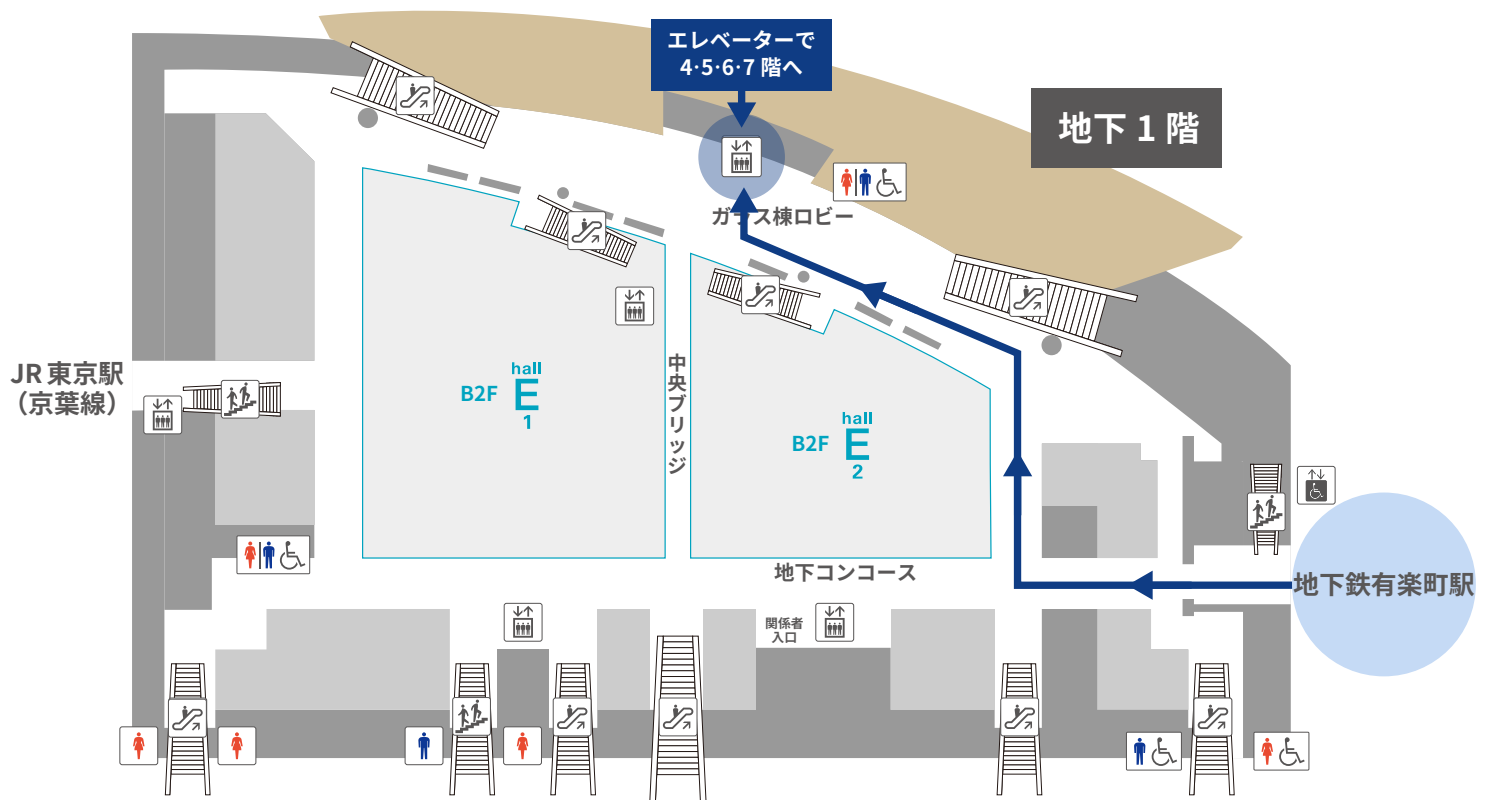 エレベーターで
4·5·6·7 階へ
地下 1 階
ガラス棟ロビー
JR 東京駅
（京葉線）
B2F
hall
E
1
中央ブリッジ
B2F
hall
E
2
地下コンコース
地下鉄有楽町駅
関係者
入口